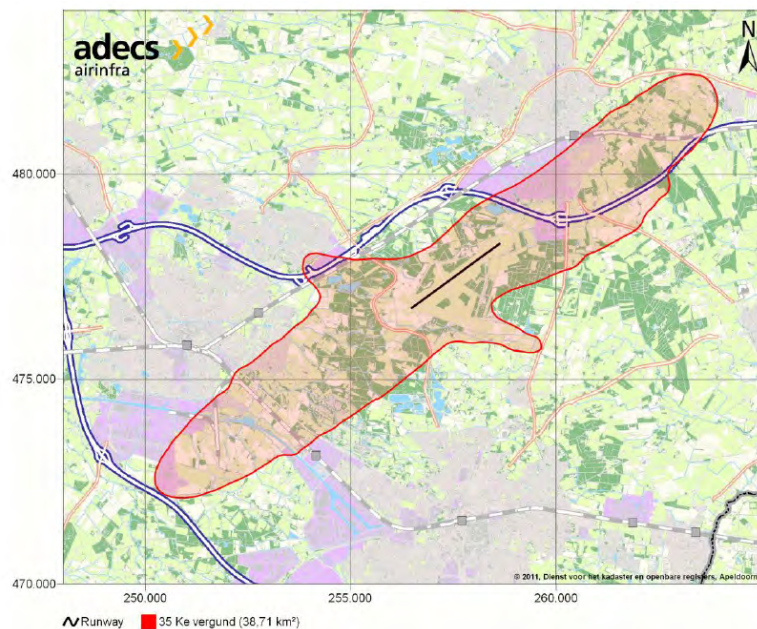 adecs
airinfra
N
480.000
475.000
470.000
© 2011, Dienst voor het kadaster en openbare registers, Apeldoorn
250.000 255.000 260.000
Runway 35 Ke vergund (38,71 km²)